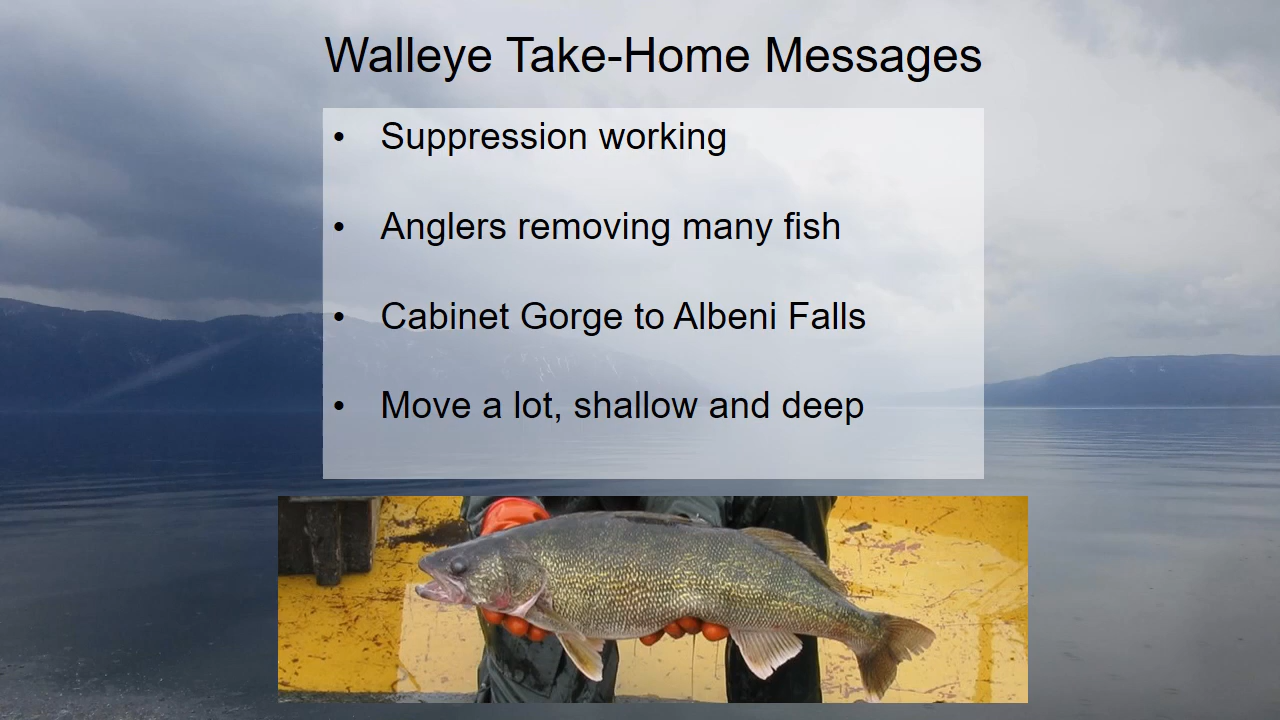 Walleye Take-Home Messages
• Suppression working
• Anglers removing many fish
• Cabinet Gorge to Albeni Falls
• Move a lot, shallow and deep